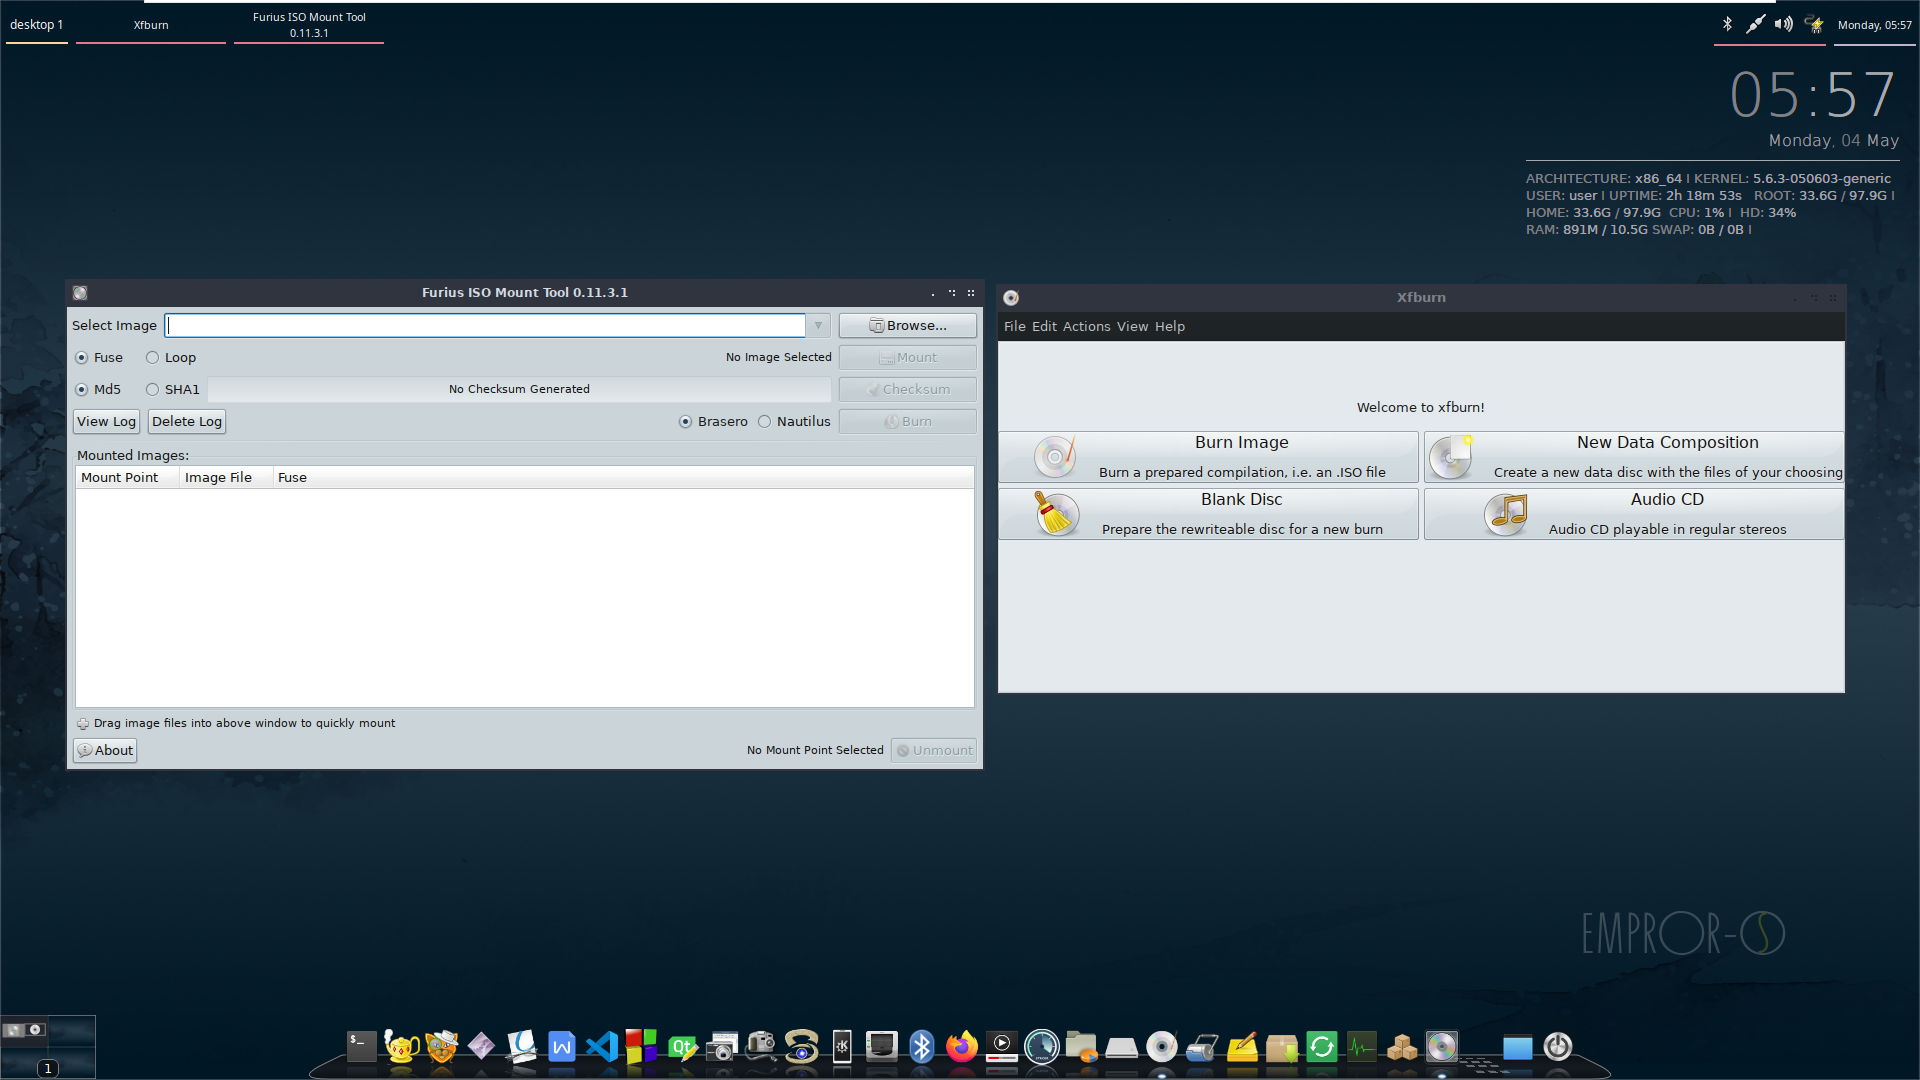 desktop 1
Xfburn
Furius ISO Mount Tool
0.11.3.1
Monday, 05:57
05:57
Monday, 04 May
ARCHITECTURE: x86_64 I KERNEL: 5.6.3-050603-generic
USER: user I UPTIME: 2h 18m 53s ROOT: 33.6G / 97.9G I
HOME: 33.6G / 97.9G CPU: 1% I HD: 34%
RAM: 891M / 10.5G SWAP: 0B / 0B I
Furius ISO Mount Tool 0.11.3.1
Select Image
Browse...
Fuse Loop No Image Selected Mount
Md5 SHA1 No Checksum Generated Checksum
View Log Delete Log Brasero Nautilus Burn
Mounted Images:
Mount Point Image File Fuse
Drag image files into above window to quickly mount
About No Mount Point Selected Unmount
Xfburn
File Edit Actions View Help
Welcome to xfburn!
Burn Image
Burn a prepared compilation, i.e. an .ISO file
New Data Composition
Create a new data disc with the files of your choosing
Blank Disc
Prepare the rewriteable disc for a new burn
Audio CD
Audio CD playable in regular stereos
EMPROR-OS
1